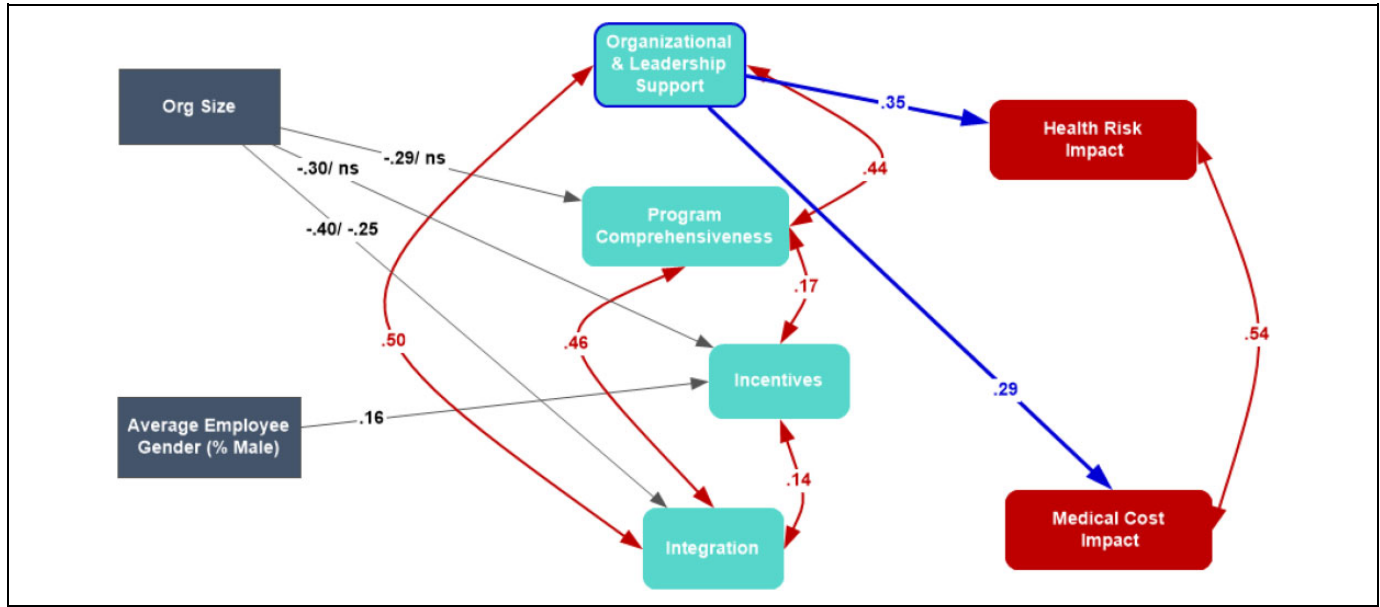 Organizational
& Leadership
Support
Org Size
.35
Health Risk
Impact
-.29/ ns
-.30/ ns
.44
Program
Comprehensiveness
-.40/ -.25
.17
.50
.46
.54
Incentives
.29
.16
Average Employee
Gender (% Male)
.14
Integration
Medical Cost
Impact